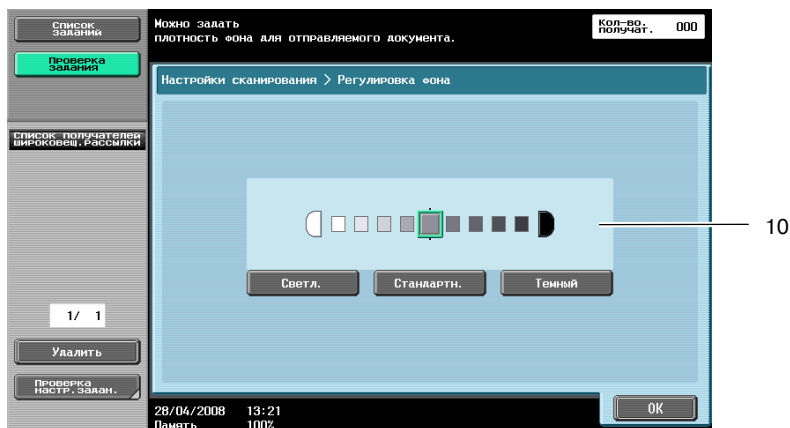 Список
заданий
Проверка
задания
Список получателей
широковещ.рассылки
1/ 1
Удалить
Проверка
настр.задан.
Можно задать
плотность фона для отправляемого документа.
Кол-во.
получат.
000
Настройки сканирования > Регулировка фона
10
Светл.
Стандартн.
Темный
28/04/2008 13:21
Память 100%
OK